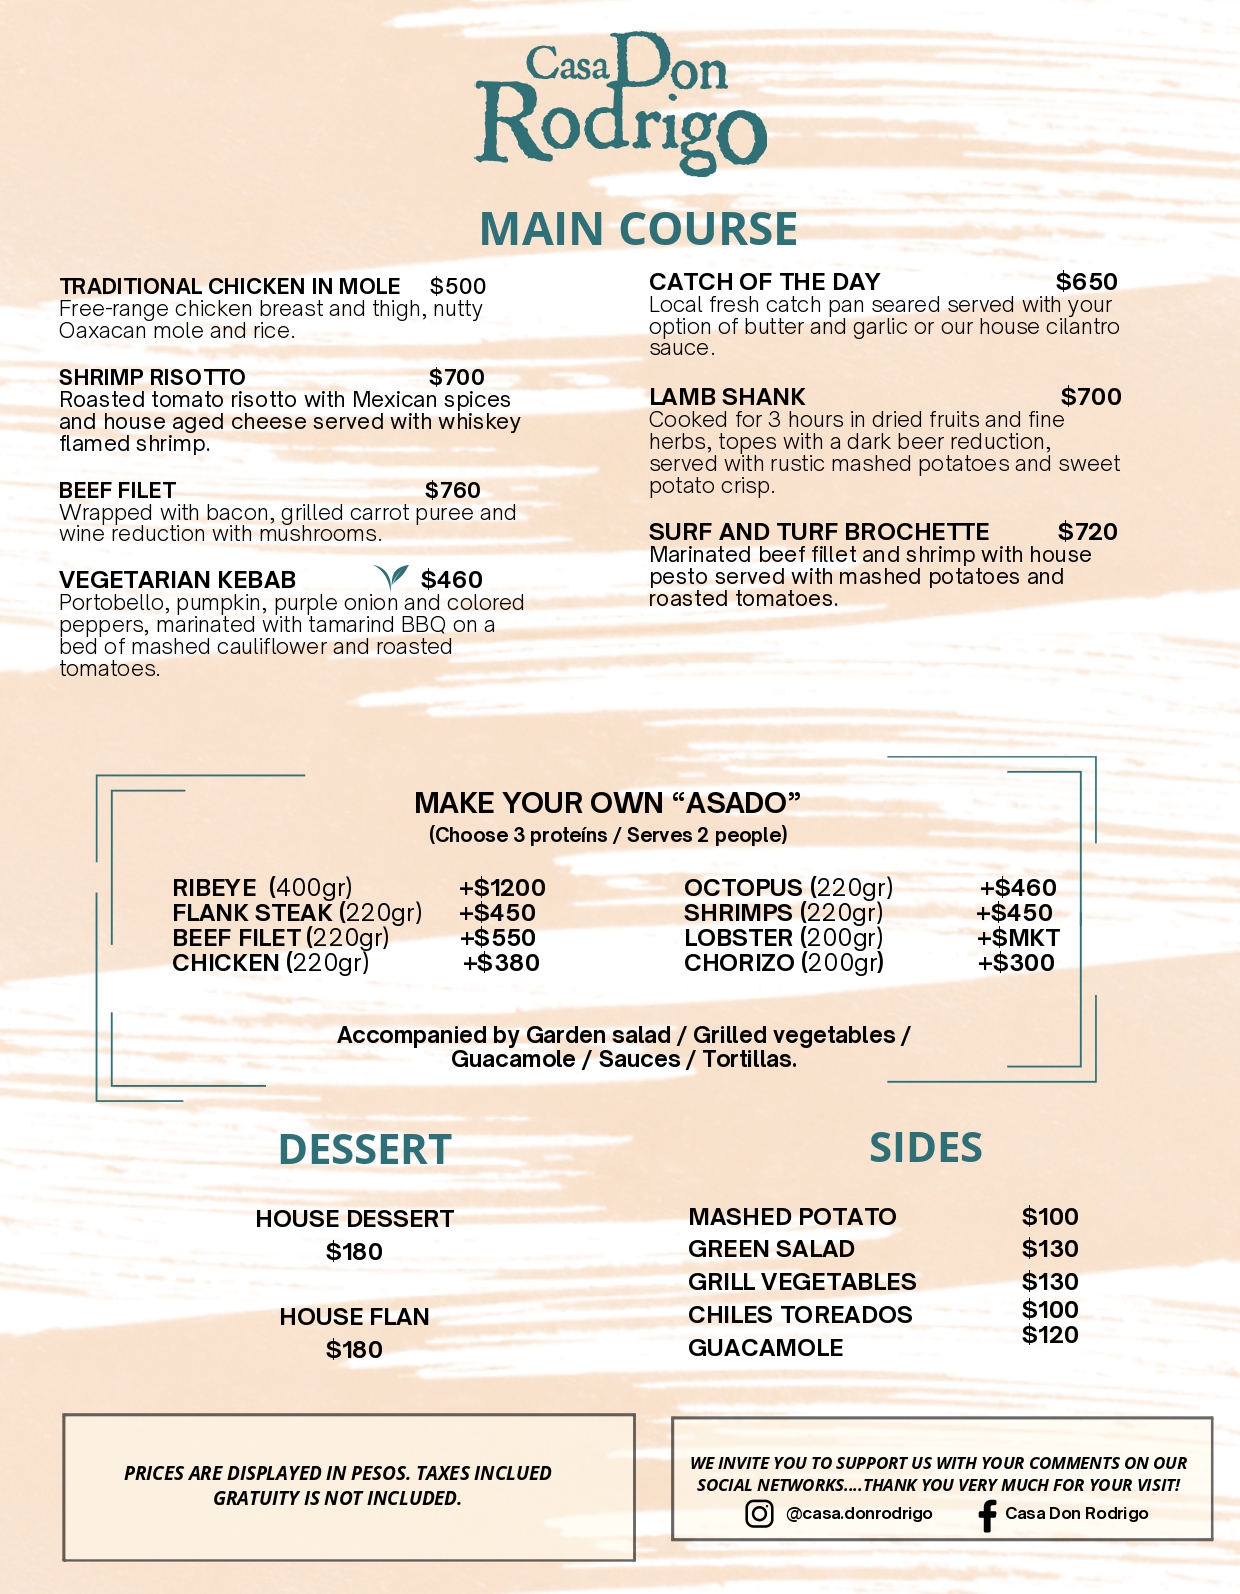 Casa Don
Rodrigo
MAIN COURSE
TRADITIONAL CHICKEN IN MOLE $500
Free-range chicken breast and thigh, nutty
Oaxacan mole and rice.
SHRIMP RISOTTO $700
Roasted tomato risotto with Mexican spices
and house aged cheese served with whiskey
flamed shrimp.
BEEF FILET $760
Wrapped with bacon, grilled carrot puree and
wine reduction with mushrooms.
VEGETARIAN KEBAB $460
Portobello, pumpkin, purple onion and colored
peppers, marinated with tamarind BBQ on a
bed of mashed cauliflower and roasted
tomatoes.
CATCH OF THE DAY $650
Local fresh catch pan seared served with your
option of butter and garlic or our house cilantro
sauce.
LAMB SHANK $700
Cooked for 3 hours in dried fruits and fine
herbs, topes with a dark beer reduction,
served with rustic mashed potatoes and sweet
potato crisp.
SURF AND TURF BROCHETTE $720
Marinated beef fillet and shrimp with house
pesto served with mashed potatoes and
roasted tomatoes.
MAKE YOUR OWN “ASADO”
(Choose 3 proteíns / Serves 2 people)
RIBEYE (400gr) +$1200
FLANK STEAK (220gr) +$450
BEEF FILET (220gr) +$550
CHICKEN (220gr) +$380
OCTOPUS (220gr) +$460
SHRIMPS (220gr) +$450
LOBSTER (200gr) +$MKT
CHORIZO (200gr) +$300
Accompanied by Garden salad / Grilled vegetables /
Guacamole / Sauces / Tortillas.
DESSERT
HOUSE DESSERT
$180
HOUSE FLAN
$180
SIDES
MASHED POTATO $100
GREEN SALAD $130
GRILL VEGETABLES $130
CHILES TOREADOS $100
GUACAMOLE $120
PRICES ARE DISPLAYED IN PESOS. TAXES INCLUED
GRATUITY IS NOT INCLUDED.
WE INVITE YOU TO SUPPORT US WITH YOUR COMMENTS ON OUR
SOCIAL NETWORKS....THANK YOU VERY MUCH FOR YOUR VISIT!
@casa.donrodrigo Casa Don Rodrigo